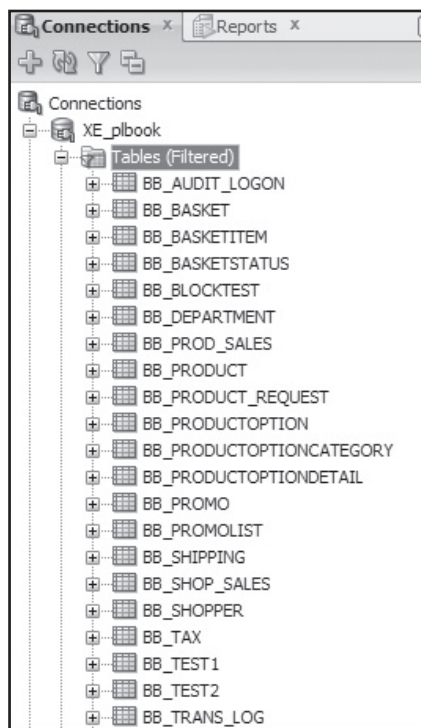 Connections x Reports x
Connections
XE_plbook
Tables (Filtered)
BB_AUDIT_LOGON
BB_BASKET
BB_BASKETITEM
BB_BASKETSTATUS
BB_BLOCKTEST
BB_DEPARTMENT
BB_PROD_SALES
BB_PRODUCT
BB_PRODUCT_REQUEST
BB_PRODUCTOPTION
BB_PRODUCTOPTIONCATEGORY
BB_PRODUCTOPTIONDETAIL
BB_PROMO
BB_PROMOLIST
BB_SHIPPING
BB_SHOP_SALES
BB_SHOPPER
BB_TAX
BB_TEST1
BB_TEST2
BB_TRANS_LOG